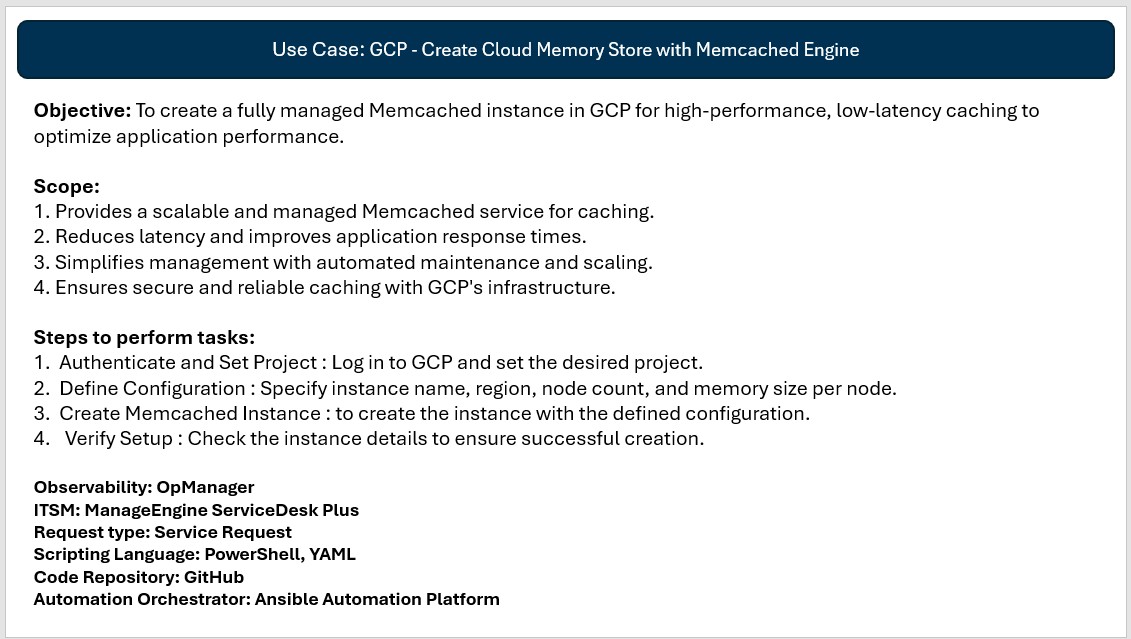 Use Case: GCP - Create Cloud Memory Store with Memcached Engine
Objective: To create a fully managed Memcached instance in GCP for high-performance, low-latency caching to
optimize application performance.
Scope:
1. Provides a scalable and managed Memcached service for caching.
2. Reduces latency and improves application response times.
3. Simplifies management with automated maintenance and scaling.
4. Ensures secure and reliable caching with GCP's infrastructure.
Steps to perform tasks:
1. Authenticate and Set Project : Log in to GCP and set the desired project.
2. Define Configuration : Specify instance name, region, node count, and memory size per node.
3. Create Memcached Instance : to create the instance with the defined configuration.
4. Verify Setup : Check the instance details to ensure successful creation.
Observability: OpManager
ITSM: ManageEngine ServiceDesk Plus
Request type: Service Request
Scripting Language: PowerShell, YAML
Code Repository: GitHub
Automation Orchestrator: Ansible Automation Platform